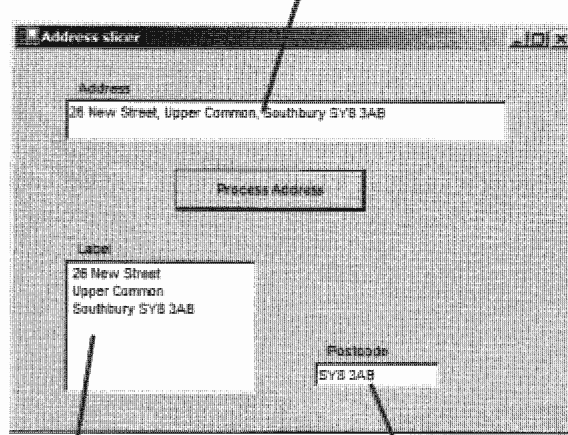 Address slicer
Address
26 New Street, Upper Common, Southbury SY8 3AB
Process Address
Label
26 New Street
Upper Common
Southbury SY8 3AB
Postcode
SY8 3AB